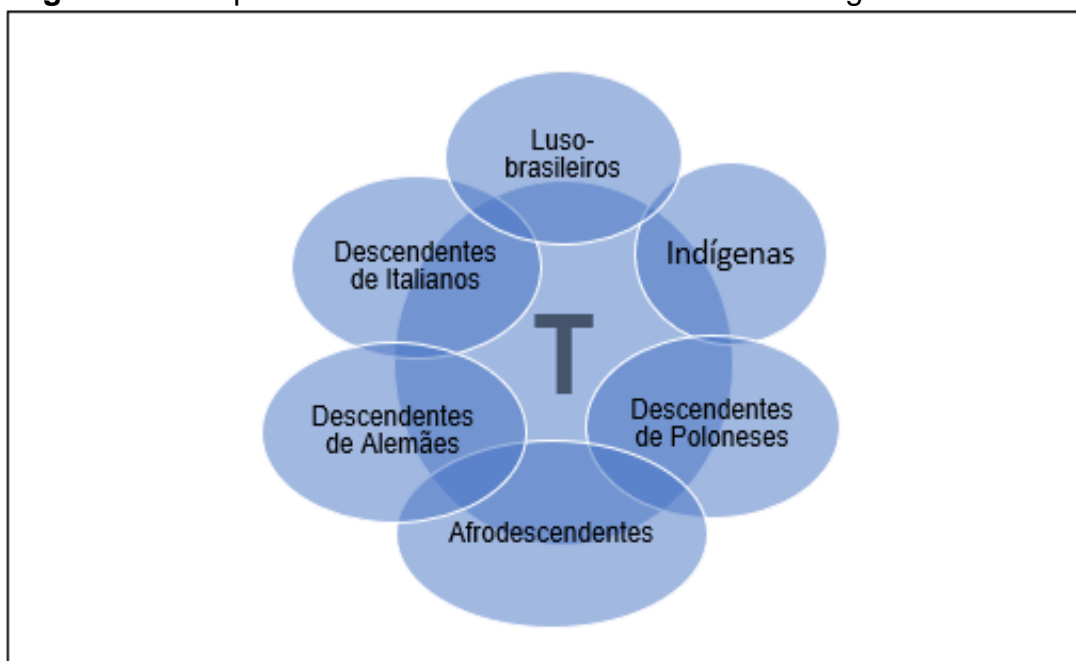 Luso-
brasileiros
Descendentes
de Italianos
Indígenas
T
Descendentes
de Alemães
Descendentes
de Poloneses
Afrodescendentes